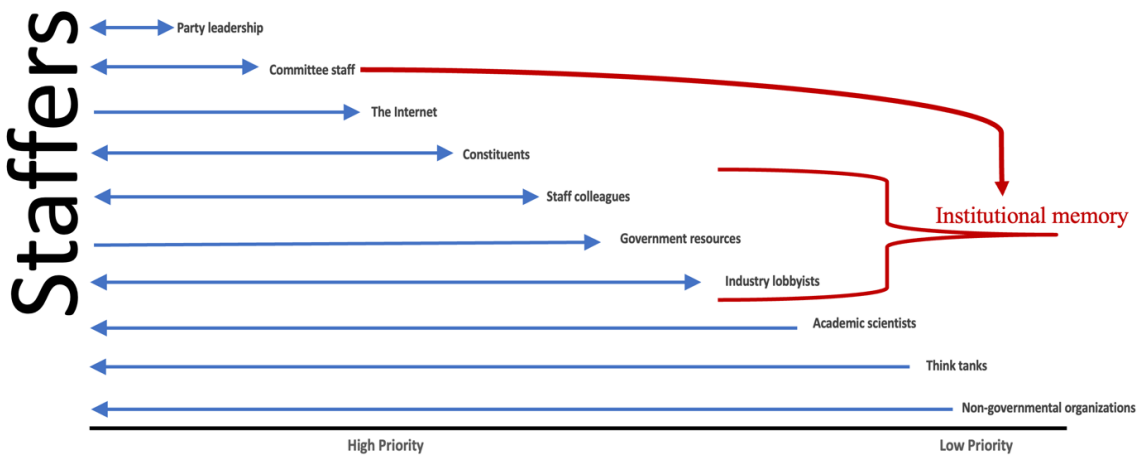 Staffers
Party leadership
Committee staff
The Internet
Constituents
Staff colleagues
Institutional memory
Government resources
Industry lobbyists
Academic scientists
Think tanks
Non-governmental organizations
High Priority
Low Priority